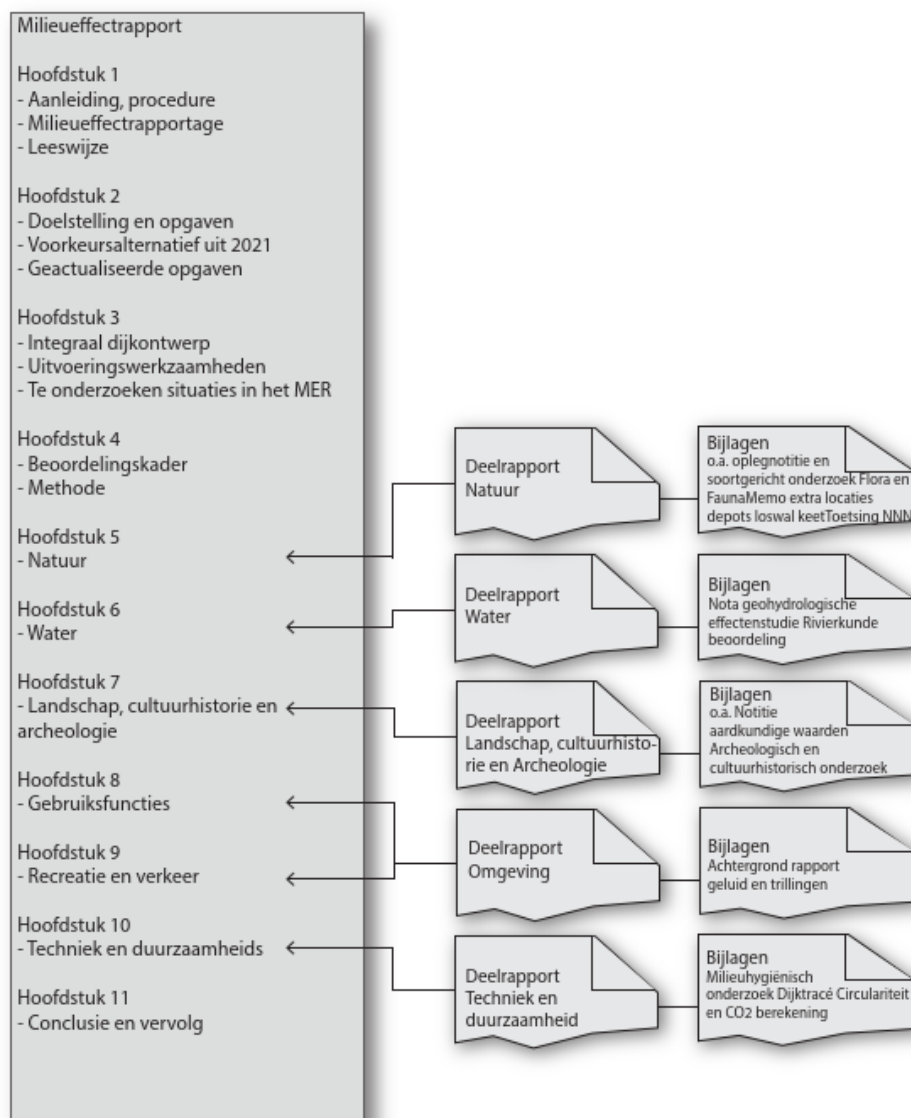 Milieueffectrapport
Hoofdstuk 1
- Aanleiding, procedure
- Milieueffectrapportage
- Leeswijze
Hoofdstuk 2
- Doelstelling en opgaven
- Voorkeursalternatief uit 2021
- Geactualiseerde opgaven
Hoofdstuk 3
- Integraal dijkontwerp
- Uitvoeringswerkzaamheden
- Te onderzoeken situaties in het MER
Hoofdstuk 4
- Beoordelingskader
- Methode
Hoofdstuk 5
- Natuur
Hoofdstuk 6
- Water
Hoofdstuk 7
- Landschap, cultuurhistorie en
archeologie
Hoofdstuk 8
- Gebruiksfuncties
Hoofdstuk 9
- Recreatie en verkeer
Hoofdstuk 10
- Techniek en duurzaamheids
Hoofdstuk 11
- Conclusie en vervolg
Deelrapport
Natuur
Bijlagen
o.a. oplegnotitie en
soortgericht onderzoek Flora en
FaunaMemo extra locaties
depots loswal keetToetsing NNN
Deelrapport
Water
Bijlagen
Nota geohydrologische
effectenstudie Rivierkunde
beoordeling
Deelrapport
Landschap, cultuurhisto-
rie en Archeologie
Bijlagen
o.a. Notitie
aardkundige waarden
Archeologisch en
cultuurhistorisch onderzoek
Deelrapport
Omgeving
Bijlagen
Achtergrond rapport
geluid en trillingen
Deelrapport
Techniek en
duurzaamheid
Bijlagen
Milieuhygiënisch
onderzoek Dijktracé Circulariteit
en CO2 berekening